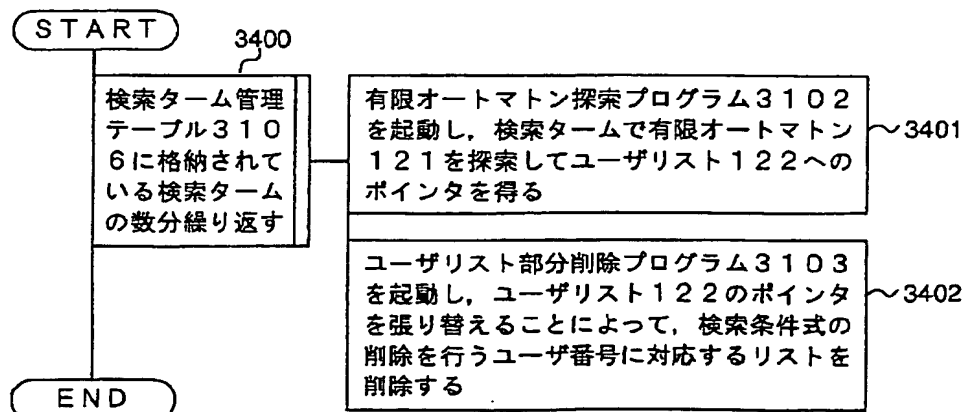 START
3400
検索ターム管理
テーブル310
6に格納されて
いる検索ターム
の数分繰り返す
有限オートマトン探索プログラム3102
を起動し,検索タームで有限オートマトン
121を探索してユーザリスト122への
ポインタを得る
3401
ユーザリスト部分削除プログラム3103
を起動し,ユーザリスト122のポインタ
を張り替えることによって,検索条件式の
削除を行うユーザ番号に対応するリストを
削除する
3402
END